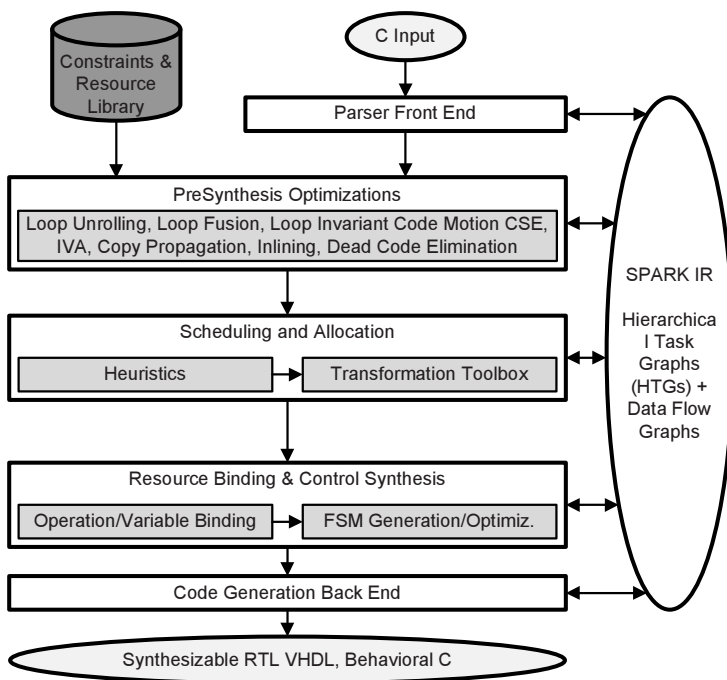 Constraints &
Resource
Library
C Input
Parser Front End
PreSynthesis Optimizations
Loop Unrolling, Loop Fusion, Loop Invariant Code Motion CSE,
IVA, Copy Propagation, Inlining, Dead Code Elimination
Scheduling and Allocation
Heuristics
Transformation Toolbox
Resource Binding & Control Synthesis
Operation/Variable Binding
FSM Generation/Optimiz.
Code Generation Back End
Synthesizable RTL VHDL, Behavioral C
SPARK IR
Hierarchica
l Task
Graphs
(HTGs) +
Data Flow
Graphs